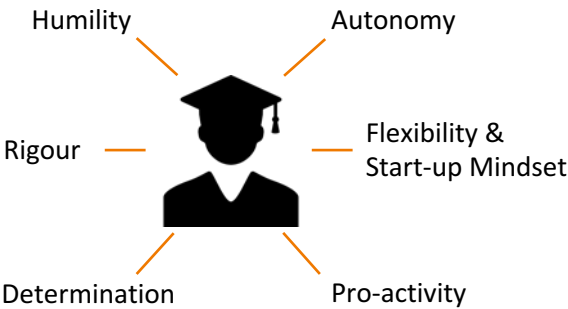 Humility
Autonomy
Rigour
Flexibility &
Start-up Mindset
Determination
Pro-activity